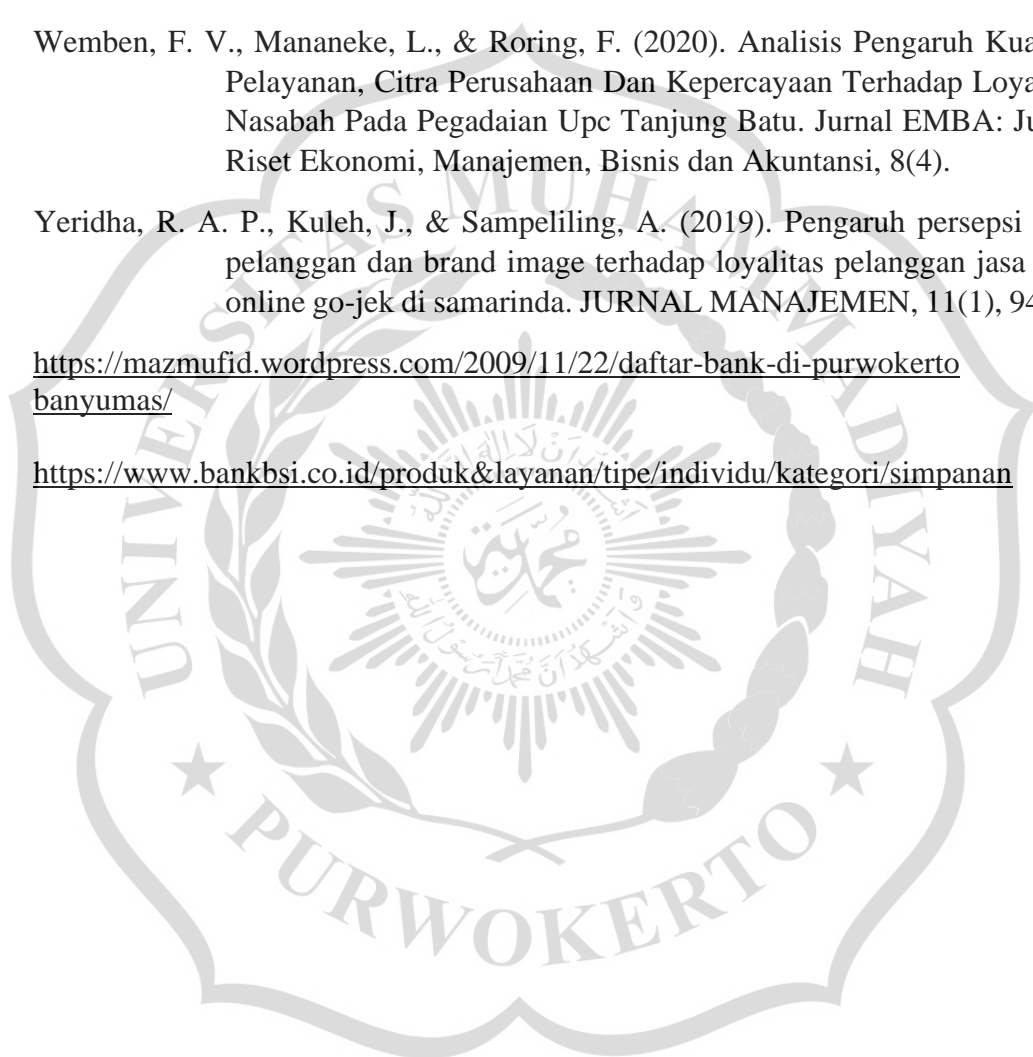 Wemben, F. V., Mananeke, L., & Roring, F. (2020). Analisis Pengaruh Kua
Pelayanan, Citra Perusahaan Dan Kepercayaan Terhadap Loya
Nasabah Pada Pegadaian Upc Tanjung Batu. Jurnal EMBA: Ju
Riset Ekonomi, Manajemen, Bisnis dan Akuntansi, 8(4).
Yeridha, R. A. P., Kuleh, J., & Sampeliling, A. (2019). Pengaruh persepsi
pelanggan dan brand image terhadap loyalitas pelanggan jasa
online go-jek di samarinda. JURNAL MANAJEMEN, 11(1), 94
https://mazmufid.wordpress.com/2009/11/22/daftar-bank-di-purwokerto
banyumas/
https://www.bankbsi.co.id/produk&layanan/tipe/individu/kategori/simpanan
UNIVERSITAS MUHAMMADIYAH
PURWOKERTO